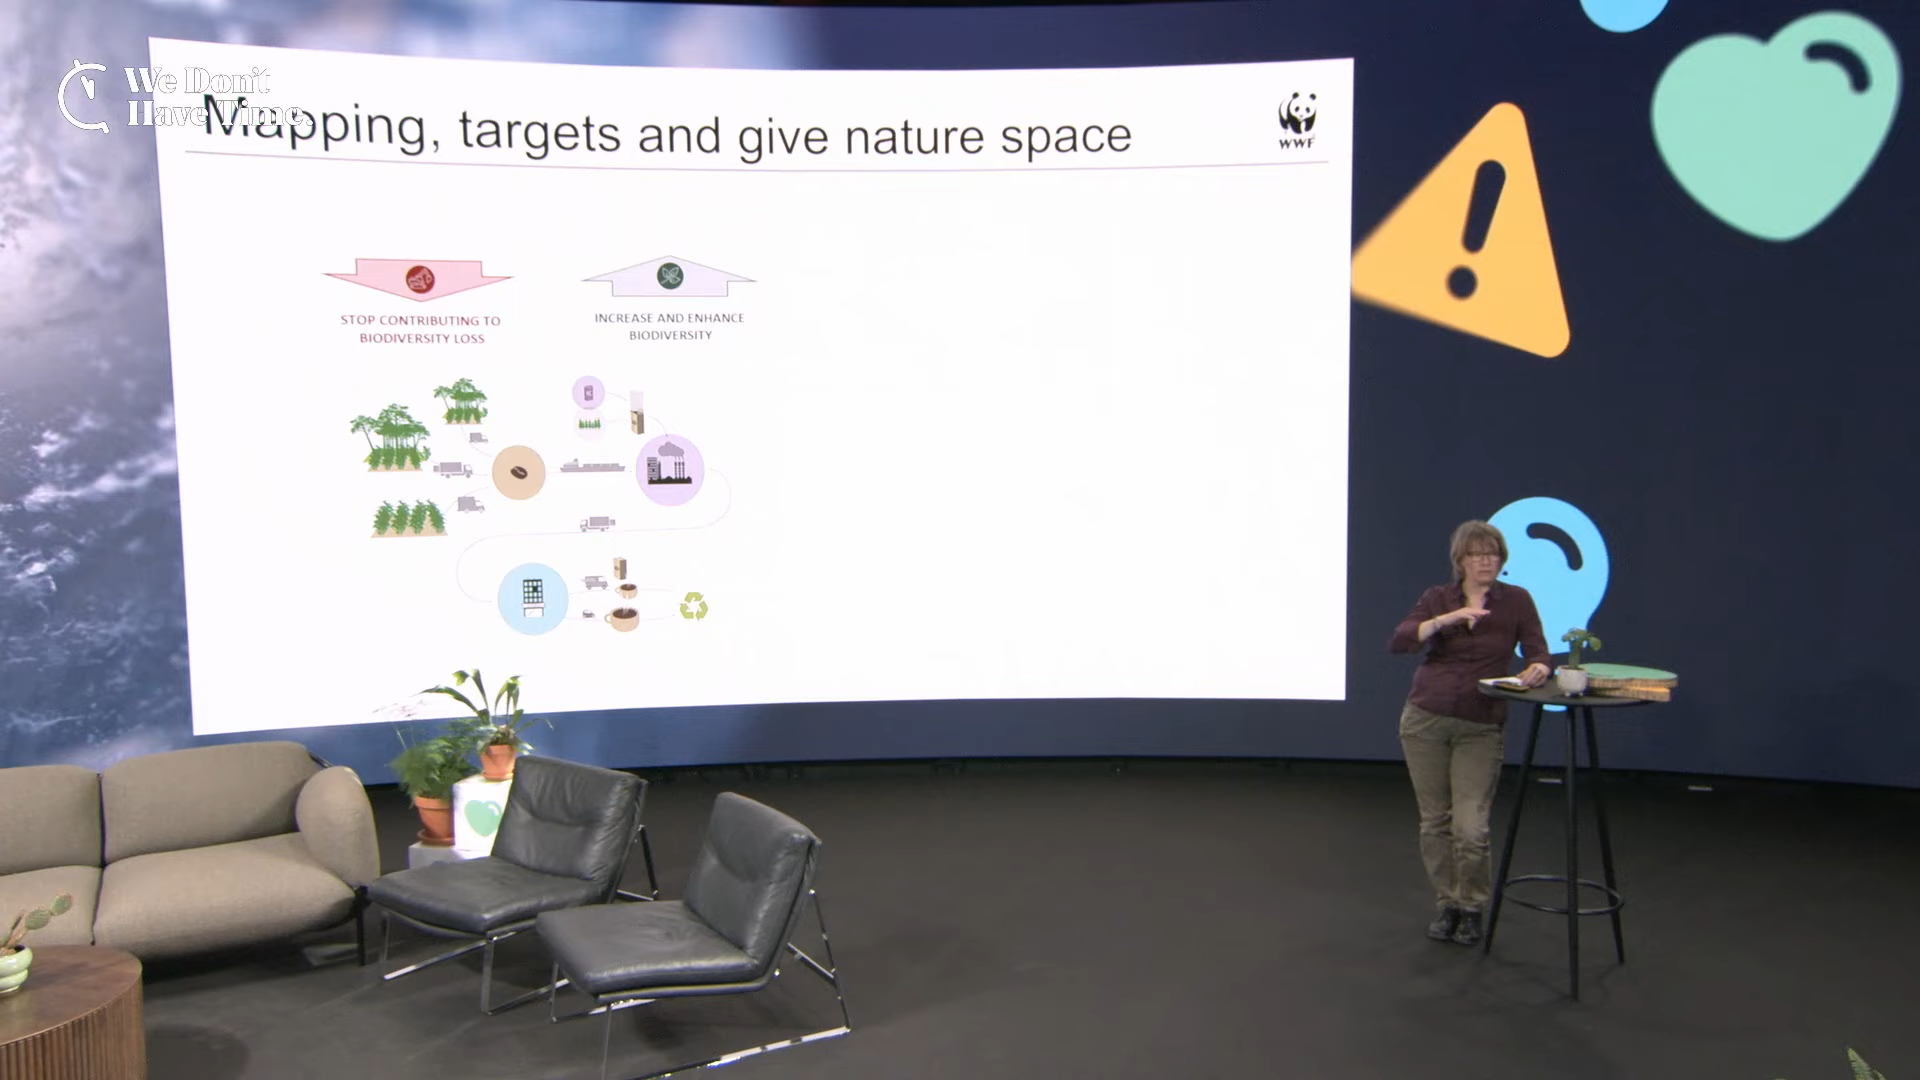 We Don't
Have Time.
Mapping, targets and give nature space
WWF
STOP CONTRIBUTING TO
BIODIVERSITY LOSS
INCREASE AND ENHANCE
BIODIVERSITY